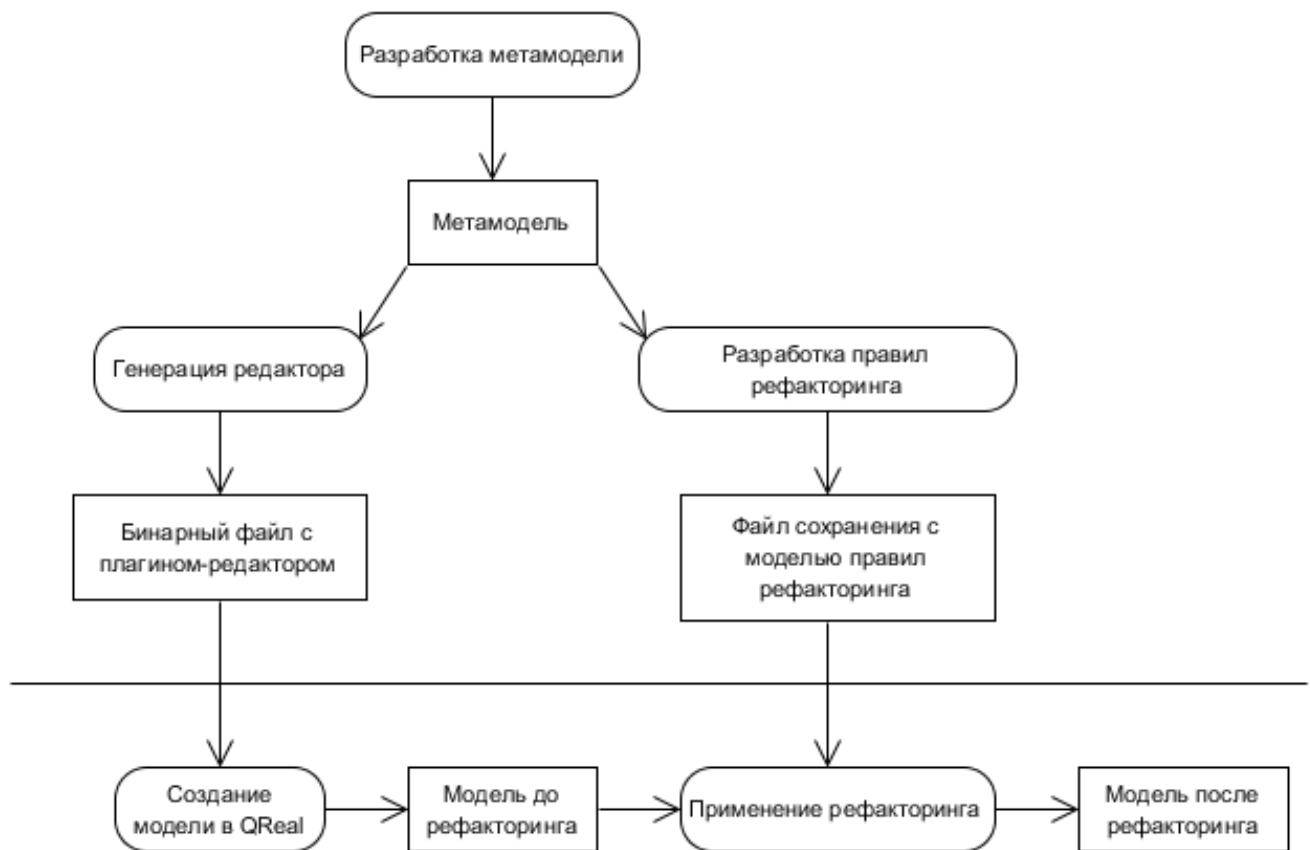 Разработка метамодели
Метамодель
Генерация редактора
Разработка правил
рефакторинга
Бинарный файл с
плагином-редактором
Файл сохранения с
моделью правил
рефакторинга
Создание
модели в QReal
Модель до
рефакторинга
Применение рефакторинга
Модель после
рефакторинга